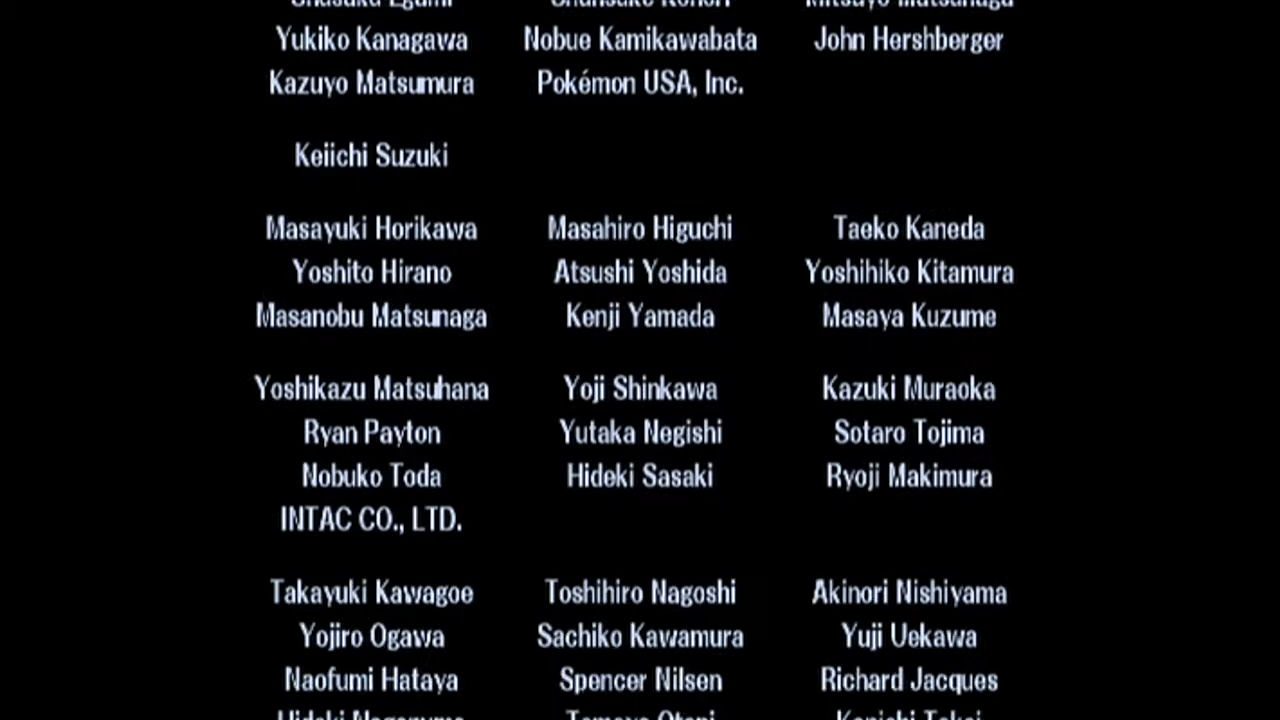 Yukiko Kanagawa Nobue Kamikawabata John Hershberger
Kazuyo Matsumura Pokémon USA, Inc.
Keiichi Suzuki
Masayuki Horikawa Masahiro Higuchi Taeko Kaneda
Yoshito Hirano Atsushi Yoshida Yoshihiko Kitamura
Masanobu Matsunaga Kenji Yamada Masaya Kuzume
Yoshikazu Matsuhana Yoji Shinkawa Kazuki Muraoka
Ryan Payton Yutaka Negishi Sotaro Tojima
Nobuko Toda Hideki Sasaki Ryoji Makimura
INTAC CO., LTD.
Takayuki Kawagoe Toshihiro Nagoshi Akinori Nishiyama
Yojiro Ogawa Sachiko Kawamura Yuji Uekawa
Naofumi Hataya Spencer Nilsen Richard Jacques